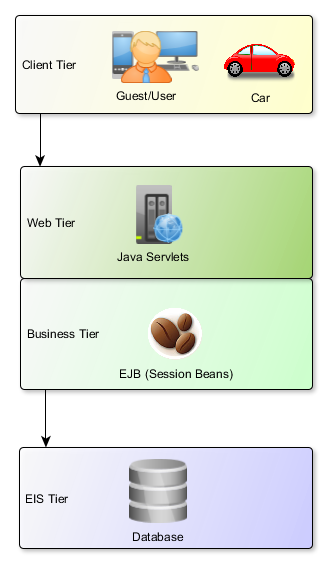 Client Tier
Guest/User
Car
Web Tier
Java Servlets
Business Tier
EJB (Session Beans)
EIS Tier
Database